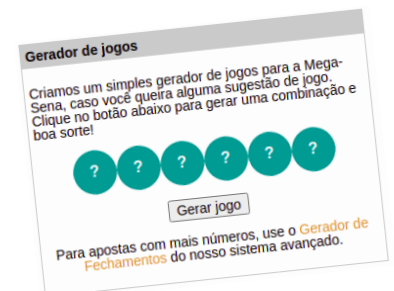 Gerador de jogos
Criamos um simples gerador de jogos para a Mega-
Sena, caso você queira alguma sugestão de jogo.
Clique no botão abaixo para gerar uma combinação e
boa sorte!
? ? ? ? ? ?
Gerar jogo
Para apostas com mais números, use o Gerador de
Fechamentos do nosso sistema avançado.